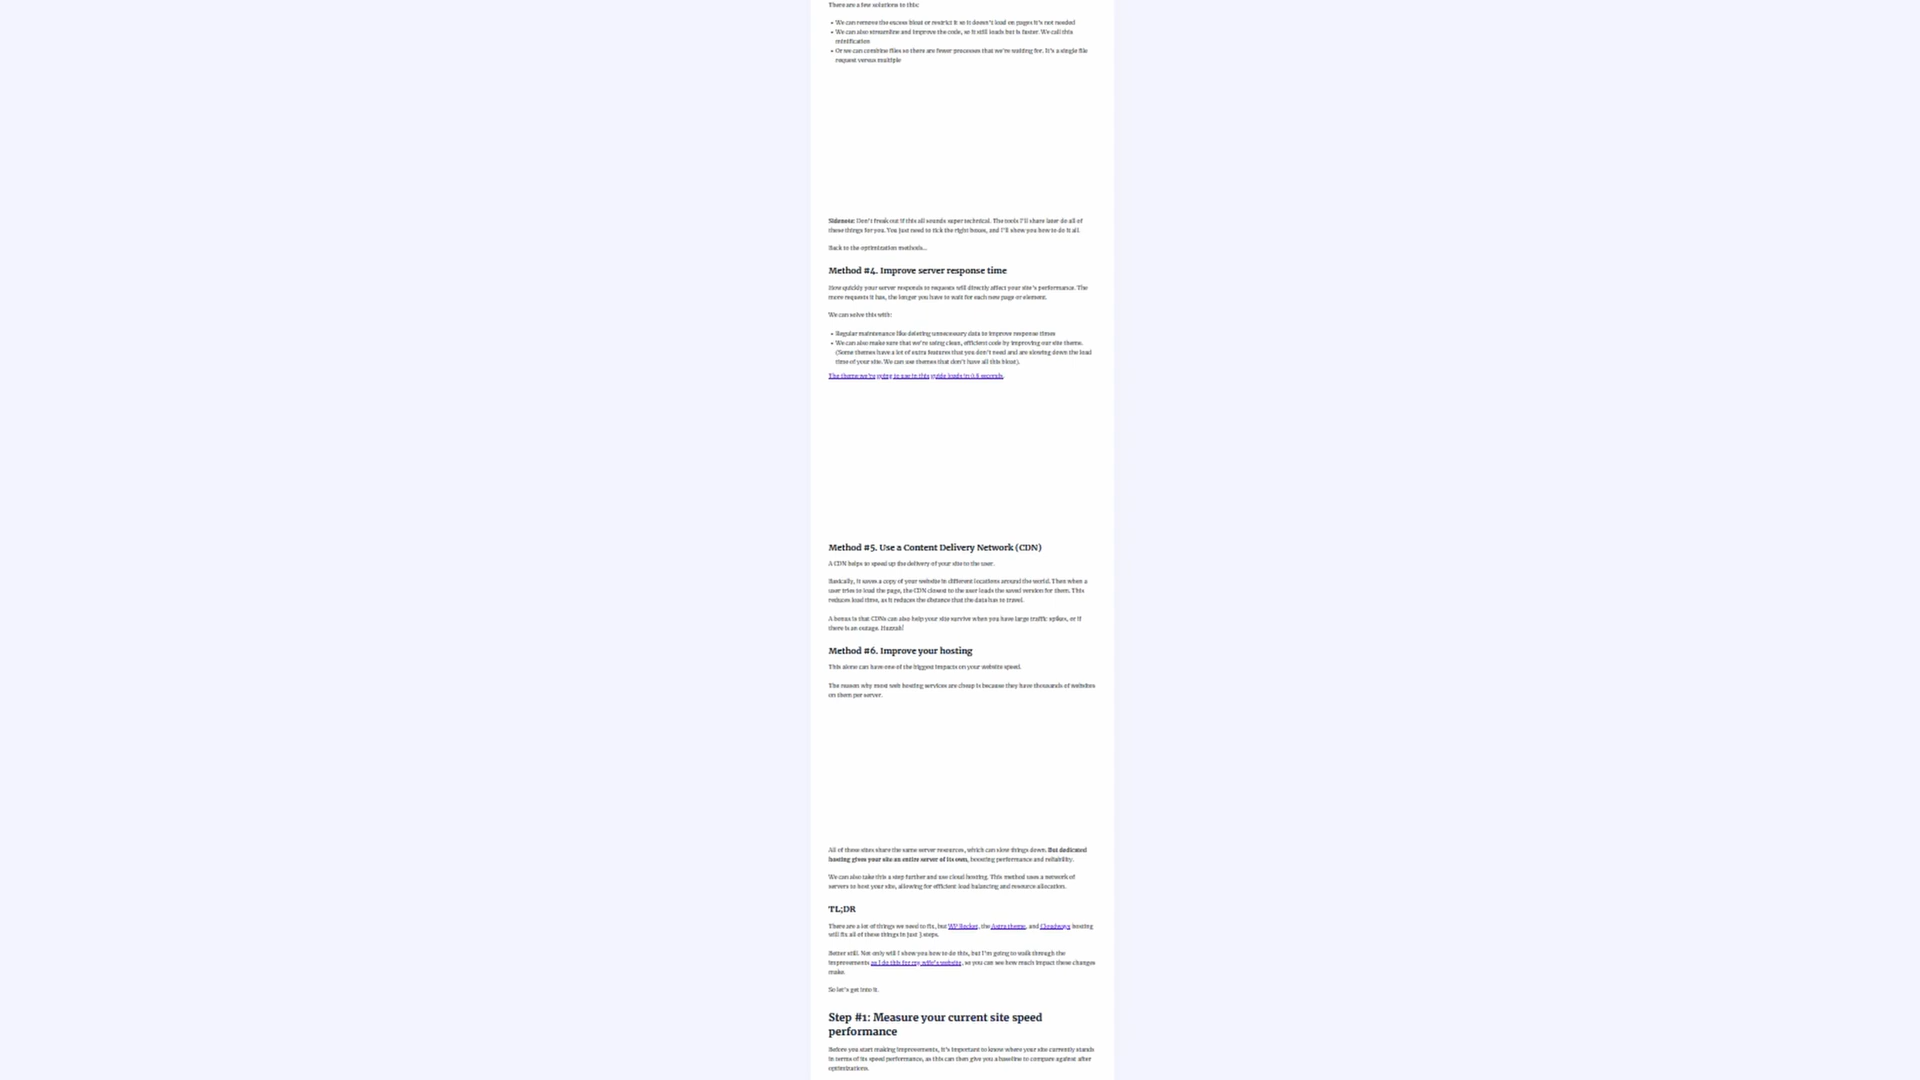 There are a few solutions to this:
• We can remove the excess bloat or restrict it so it doesn't load on pages it's not needed
• We can also streamline and improve the code, so it still loads but is faster. We call this
minification
• Or we can combine files so there are fewer processes that we're waiting for. It's a single file
request versus multiple
Sidenote: Don't freak out if this all sounds super technical. The tools I'll share later do all of
these things for you. You just need to tick the right boxes, and I'll show you how to do it all.
Back to the optimization methods...
Method #4. Improve server response time
How quickly your server responds to requests will directly affect your site's performance. The
more requests it has, the longer you have to wait for each new page or element.
We can solve this with:
• Regular maintenance like deleting unnecessary data to improve response times
• We can also make sure that we're using clean, efficient code by improving our site theme.
(Some themes have a lot of extra features that you don't need and are slowing down the load
time of your site. We can use themes that don't have all this bloat).
The theme we're going to use in this guide loads in 0.8 seconds.
Method #5. Use a Content Delivery Network (CDN)
A CDN helps to speed up the delivery of your site to the user.
Basically, it saves a copy of your website in different locations around the world. Then when a
user tries to load the page, the CDN closest to the user loads the saved version for them. This
reduces load time, as it reduces the distance that the data has to travel.
A bonus is that CDNs can also help your site survive when you have large traffic spikes, or if
there is an outage. Huzzah!
Method #6. Improve your hosting
This alone can have one of the biggest impacts on your website speed.
The reason why most web hosting services are cheap is because they have thousands of websites
on them per server.
All of these sites share the same server resources, which can slow things down. But dedicated
hosting gives your site an entire server of its own, boosting performance and reliability.
We can also take this a step further and use cloud hosting. This method uses a network of
servers to host your site, allowing for efficient load balancing and resource allocation.
TL;DR
There are a lot of things we need to fix, but WP Rocket, the Astra theme, and Cloudways hosting
will fix all of these things in just 3 steps.
Better still. Not only will I show you how to do this, but I'm going to walk through the
improvements as I do this for my wife's website, so you can see how much impact these changes
make.
So let's get into it.
Step #1: Measure your current site speed
performance
Before you start making improvements, it's important to know where your site currently stands
in terms of its speed performance, as this can then give you a baseline to compare against after
optimizations.